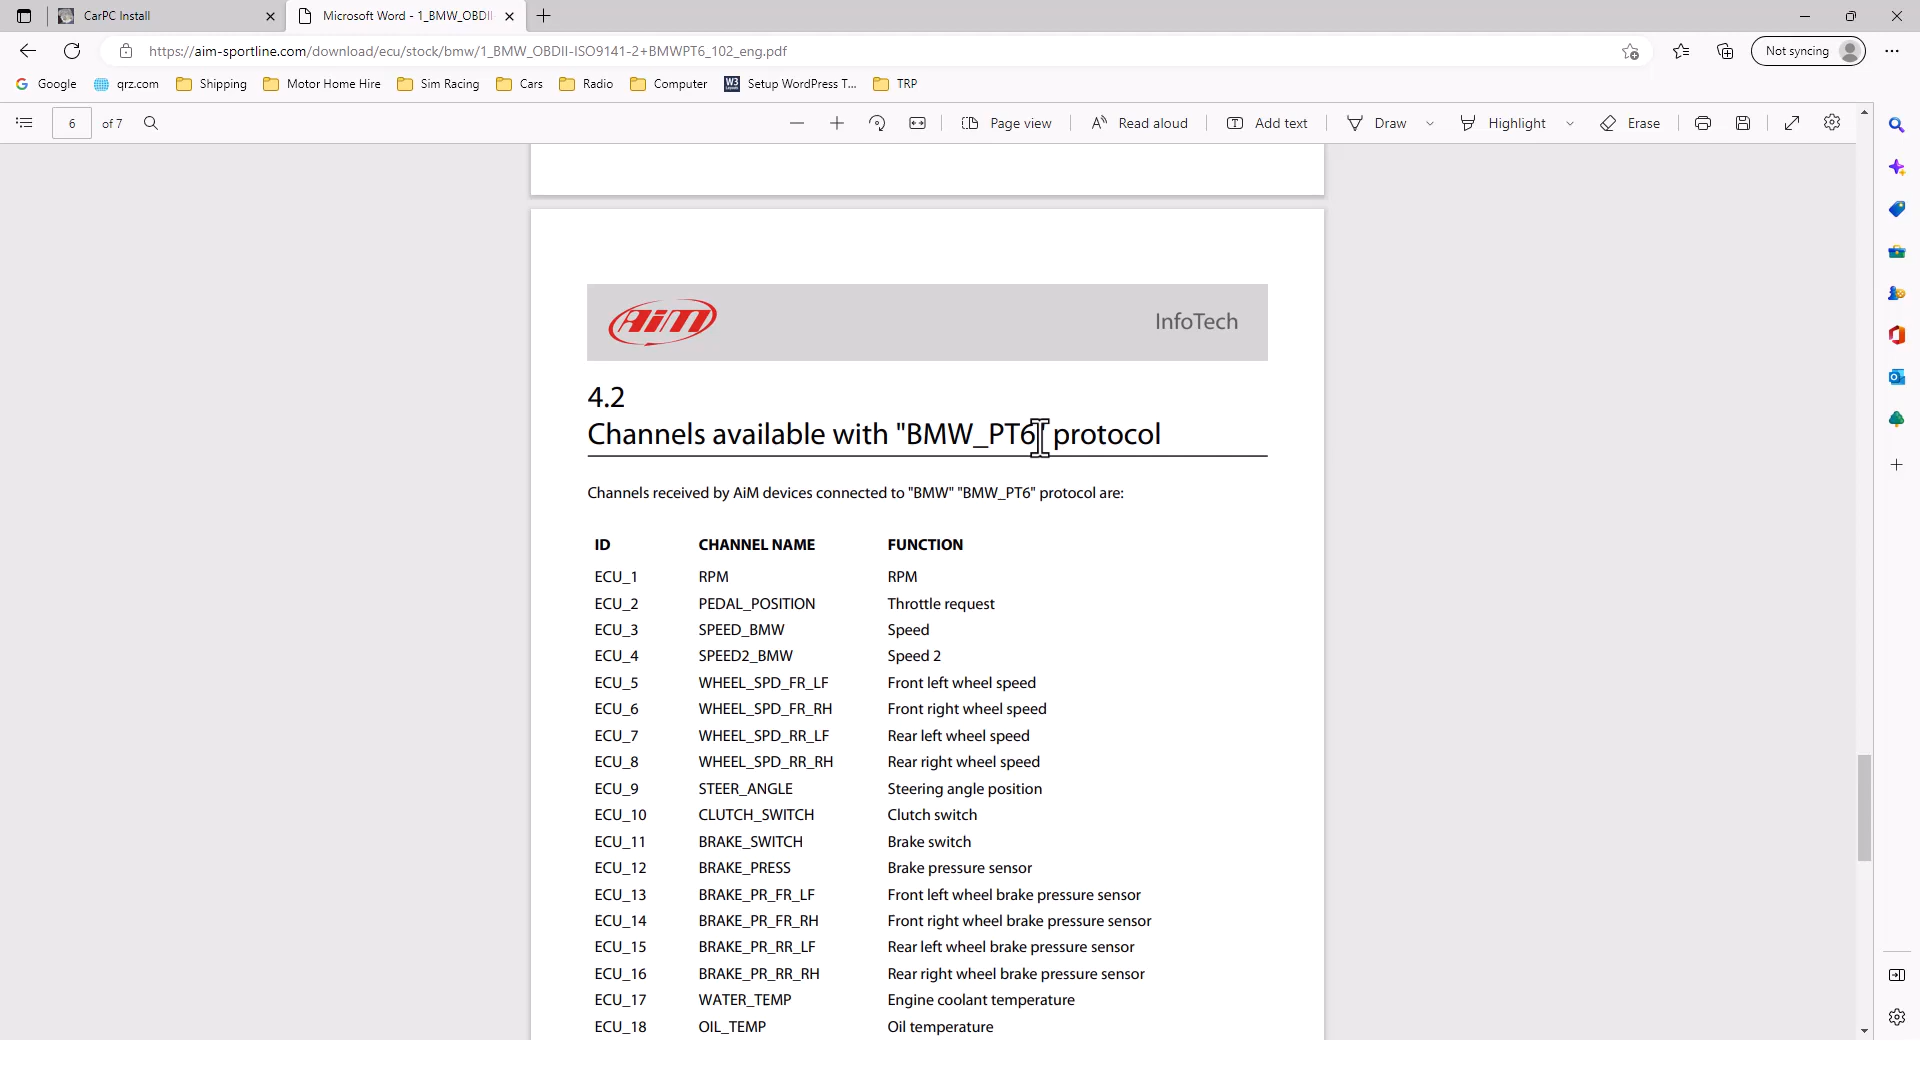 CarPC Install
Microsoft Word - 1_BMW_OBDII-
https://aim-sportline.com/download/ecu/stock/bmw/1_BMW_OBDII-ISO9141-2+BMWPT6_102_eng.pdf
Not syncing
Google
qrz.com
Shipping
Motor Home Hire
Sim Racing
Cars
Radio
Computer
W3
Setup WordPress T...
TRP
6 of 7
Page view
Read aloud
Add text
Draw
Highlight
Erase
AiM
InfoTech
4.2
Channels available with "BMW_PT6" protocol
Channels received by AiM devices connected to "BMW" "BMW_PT6" protocol are:
ID CHANNEL NAME FUNCTION
ECU_1 RPM RPM
ECU_2 PEDAL_POSITION Throttle request
ECU_3 SPEED_BMW Speed
ECU_4 SPEED2_BMW Speed 2
ECU_5 WHEEL_SPD_FR_LF Front left wheel speed
ECU_6 WHEEL_SPD_FR_RH Front right wheel speed
ECU_7 WHEEL_SPD_RR_LF Rear left wheel speed
ECU_8 WHEEL_SPD_RR_RH Rear right wheel speed
ECU_9 STEER_ANGLE Steering angle position
ECU_10 CLUTCH_SWITCH Clutch switch
ECU_11 BRAKE_SWITCH Brake switch
ECU_12 BRAKE_PRESS Brake pressure sensor
ECU_13 BRAKE_PR_FR_LF Front left wheel brake pressure sensor
ECU_14 BRAKE_PR_FR_RH Front right wheel brake pressure sensor
ECU_15 BRAKE_PR_RR_LF Rear left wheel brake pressure sensor
ECU_16 BRAKE_PR_RR_RH Rear right wheel brake pressure sensor
ECU_17 WATER_TEMP Engine coolant temperature
ECU_18 OIL_TEMP Oil temperature